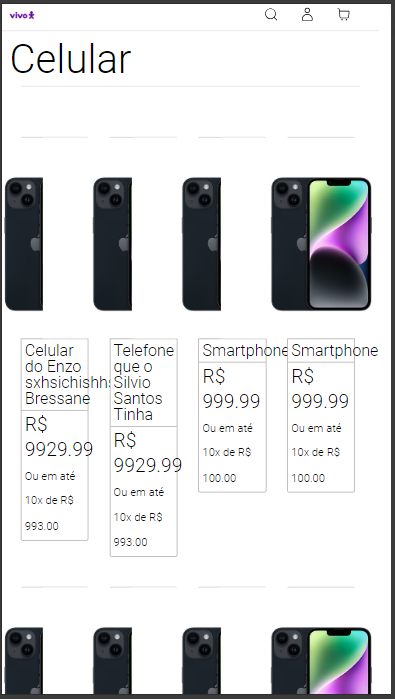 vivo
Celular
Celular
do Enzo
sxhsichishhs
Bressane
R$
9929.99
Ou em até
10x de R$
993.00
Telefone
que o
Silvio
Santos
Tinha
R$
9929.99
Ou em até
10x de R$
993.00
Smartphone
R$
999.99
Ou em até
10x de R$
100.00
Smartphone
R$
999.99
Ou em até
10x de R$
100.00